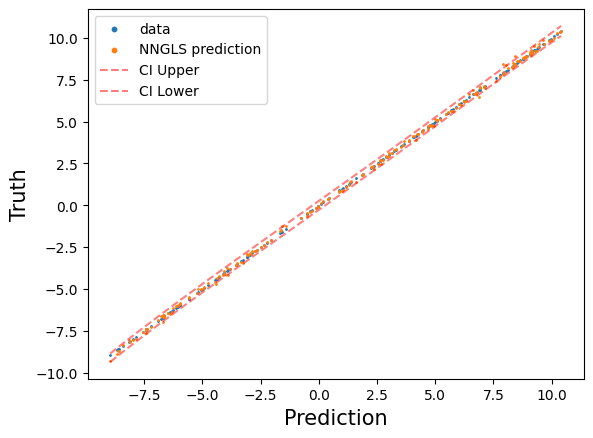 data
NNGLS prediction
CI Upper
CI Lower
Truth
10.0
7.5
5.0
2.5
0.0
−2.5
−5.0
−7.5
−10.0
−7.5 −5.0 −2.5 0.0 2.5 5.0 7.5 10.0
Prediction